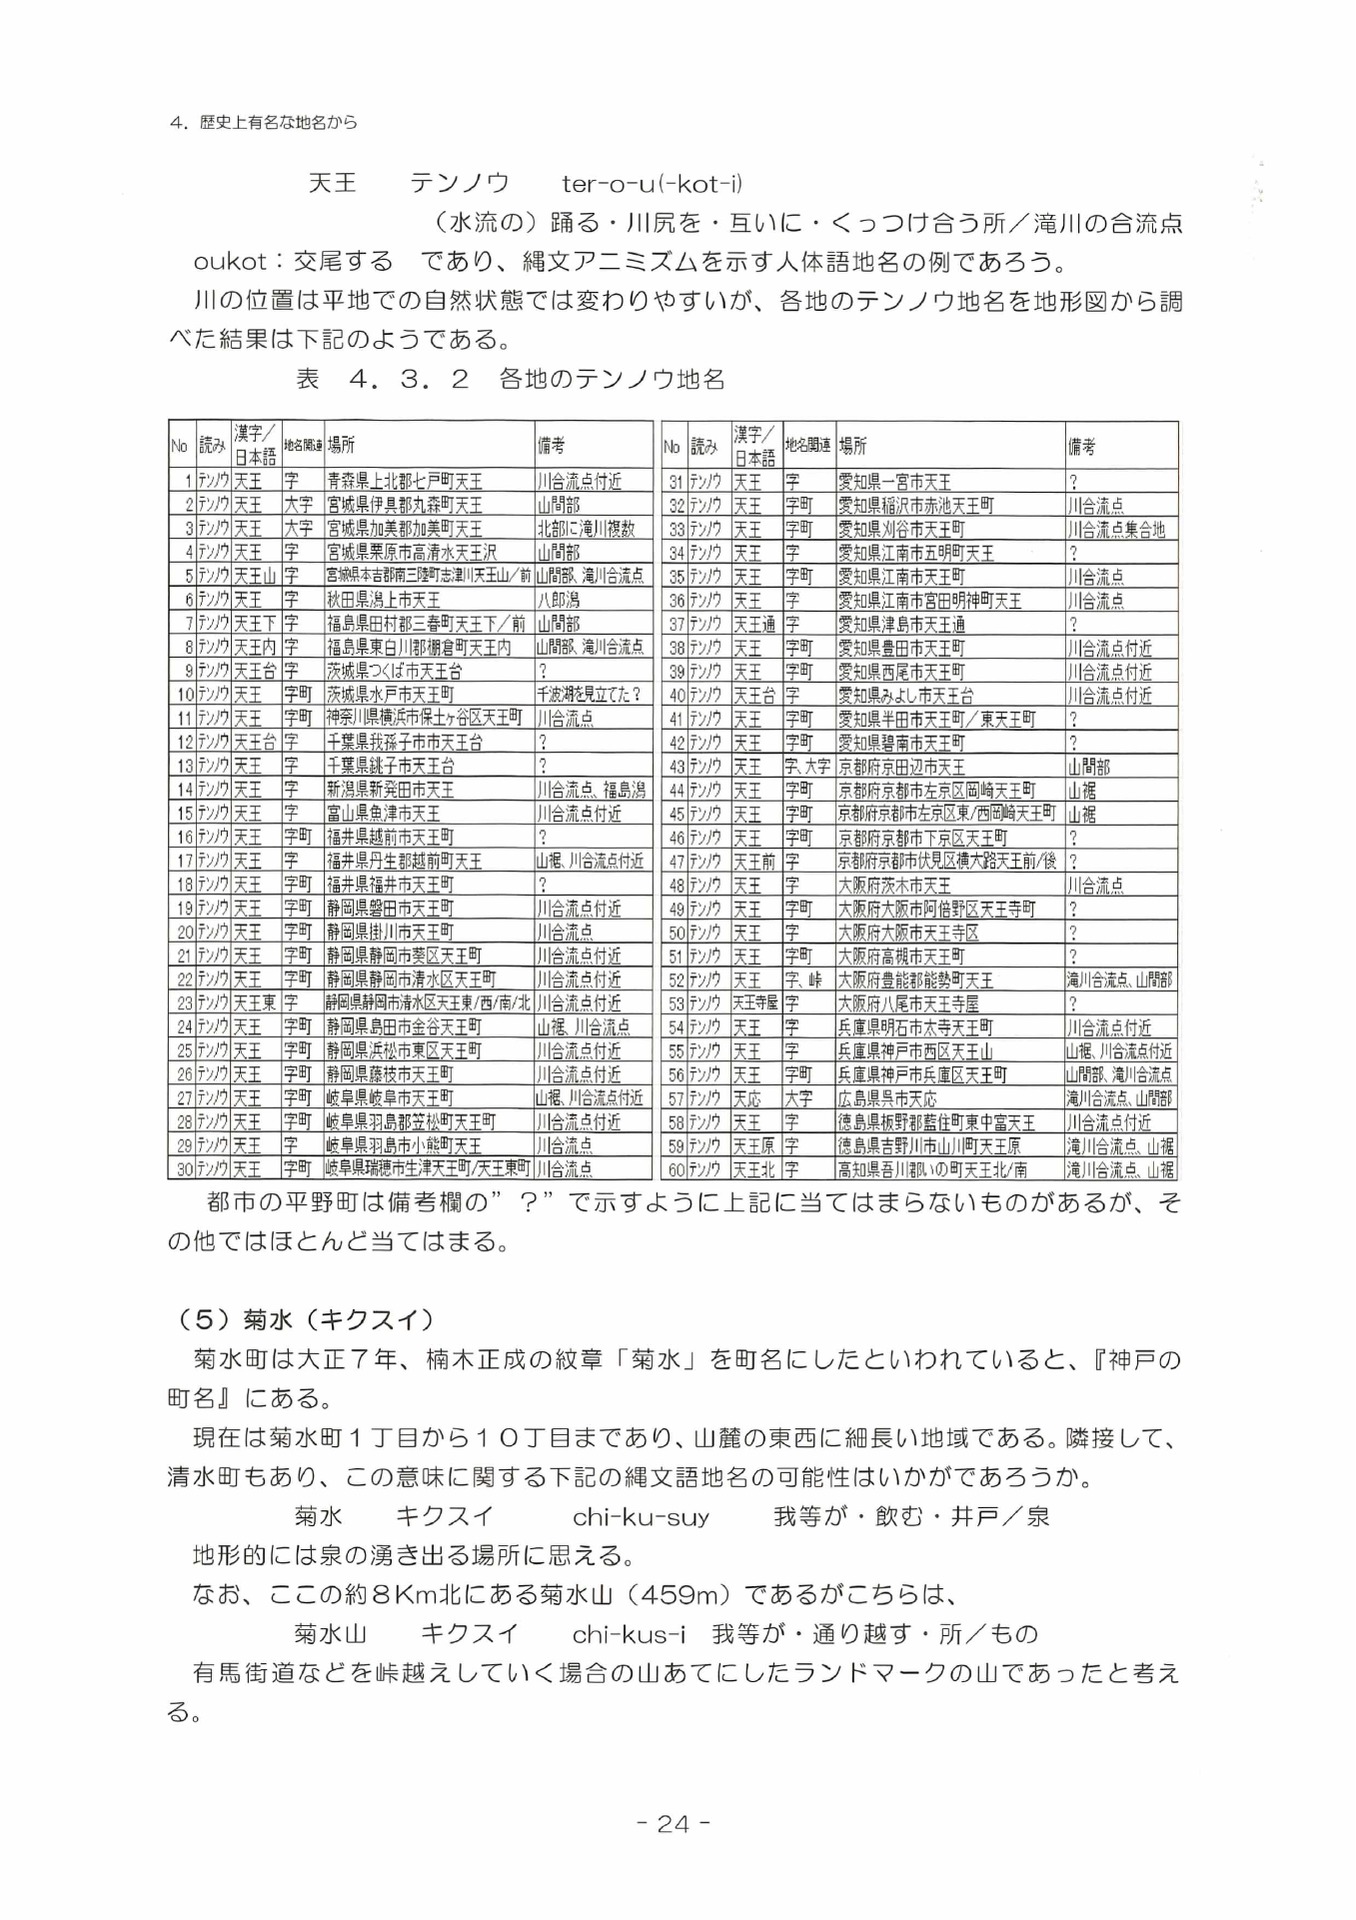 4．歴史上有名な地名から
天王　テンノウ　ter-o-u(-kot-i)
（水流の）踊る・川尻を・互いに・くっつけ合う所／滝川の合流点
oukot：交尾する　であり、縄文アニミズムを示す人体語地名の例であろう。
川の位置は平地での自然状態では変わりやすいが、各地のテンノウ地名を地形図から調
べた結果は下記のようである。
表　4．3．2　各地のテンノウ地名
No 読み 漢字／日本語 地名関連 場所 備考
1 テンノウ 天王 字 青森県上北郡七戸町天王 川合流点付近
2 テンノウ 天王 大字 宮城県伊具郡丸森町天王 山間部
3 テンノウ 天王 大字 宮城県加美郡加美町天王 北部に滝川複数
4 テンノウ 天王 字 宮城県栗原市高清水天王沢 山間部
5 テンノウ 天王山 字 宮城県本吉郡南三陸町志津川天王山／前 山間部、滝川合流点
6 テンノウ 天王 字 秋田県潟上市天王 八郎潟
7 テンノウ 天王下 字 福島県田村郡三春町天王下／前 山間部
8 テンノウ 天王内 字 福島県東白川郡棚倉町天王内 山間部、滝川合流点
9 テンノウ 天王台 字 茨城県つくば市天王台 ？
10 テンノウ 天王 字町 茨城県水戸市天王町 千波湖を見立てた？
11 テンノウ 天王 字町 神奈川県横浜市保土ヶ谷区天王町 川合流点
12 テンノウ 天王台 字 千葉県我孫子市市天王台 ？
13 テンノウ 天王 字 千葉県銚子市天王台 ？
14 テンノウ 天王 字 新潟県新発田市天王 川合流点、福島潟
15 テンノウ 天王 字 富山県魚津市天王 川合流点付近
16 テンノウ 天王 字町 福井県越前市天王町 ？
17 テンノウ 天王 字 福井県丹生郡越前町天王 山裾、川合流点付近
18 テンノウ 天王 字町 福井県福井市天王町 ？
19 テンノウ 天王 字町 静岡県磐田市天王町 川合流点付近
20 テンノウ 天王 字町 静岡県掛川市天王町 川合流点
21 テンノウ 天王 字町 静岡県静岡市葵区天王町 川合流点付近
22 テンノウ 天王 字町 静岡県静岡市清水区天王町 川合流点付近
23 テンノウ 天王東 字 静岡県静岡市清水区天王東/西/南/北 川合流点付近
24 テンノウ 天王 字町 静岡県島田市金谷天王町 山裾、川合流点
25 テンノウ 天王 字町 静岡県浜松市東区天王町 川合流点付近
26 テンノウ 天王 字町 静岡県藤枝市天王町 川合流点付近
27 テンノウ 天王 字町 岐阜県岐阜市天王町 山裾、川合流点付近
28 テンノウ 天王 字町 岐阜県羽島郡笠松町天王町 川合流点付近
29 テンノウ 天王 字 岐阜県羽島市小熊町天王 川合流点
30 テンノウ 天王 字町 岐阜県瑞穂市生津天王町/天王東町 川合流点
No 読み 漢字／日本語 地名関連 場所 備考
31 テンノウ 天王 字 愛知県一宮市天王 ？
32 テンノウ 天王 字町 愛知県稲沢市赤池天王町 川合流点
33 テンノウ 天王 字町 愛知県刈谷市天王町 川合流点集合地
34 テンノウ 天王 字 愛知県江南市五明町天王 ？
35 テンノウ 天王 字町 愛知県江南市天王町 川合流点
36 テンノウ 天王 字 愛知県江南市宮田明神町天王 川合流点
37 テンノウ 天王通 字 愛知県津島市天王通 ？
38 テンノウ 天王 字町 愛知県豊田市天王町 川合流点付近
39 テンノウ 天王 字町 愛知県西尾市天王町 川合流点付近
40 テンノウ 天王台 字 愛知県みよし市天王台 川合流点付近
41 テンノウ 天王 字町 愛知県半田市天王町／東天王町 ？
42 テンノウ 天王 字町 愛知県碧南市天王町 ？
43 テンノウ 天王 字、大字 京都府京田辺市天王 山間部
44 テンノウ 天王 字町 京都府京都市左京区岡崎天王町 山裾
45 テンノウ 天王 字町 京都府京都市左京区東/西岡崎天王町 山裾
46 テンノウ 天王 字町 京都府京都市下京区天王町 ？
47 テンノウ 天王前 字 京都府京都市伏見区横大路天王前/後 ？
48 テンノウ 天王 字 大阪府茨木市天王 川合流点
49 テンノウ 天王 字町 大阪府大阪市阿倍野区天王寺町 ？
50 テンノウ 天王 字 大阪府大阪市天王寺区 ？
51 テンノウ 天王 字町 大阪府高槻市天王町 ？
52 テンノウ 天王 字、峠 大阪府豊能郡能勢町天王 滝川合流点、山間部
53 テンノウ 天王寺屋 字 大阪府八尾市天王寺屋 ？
54 テンノウ 天王 字 兵庫県明石市太寺天王町 川合流点付近
55 テンノウ 天王 字 兵庫県神戸市西区天王山 山裾、川合流点付近
56 テンノウ 天王 字町 兵庫県神戸市兵庫区天王町 山間部、滝川合流点
57 テンノウ 天応 大字 広島県呉市天応 滝川合流点、山間部
58 テンノウ 天王 字 徳島県板野郡藍住町東中富天王 川合流点付近
59 テンノウ 天王原 字 徳島県吉野川市山川町天王原 滝川合流点、山裾
60 テンノウ 天王北 字 高知県吾川郡いの町天王北/南 滝川合流点、山裾
都市の平野町は備考欄の”？”で示すように上記に当てはまらないものがあるが、そ
の他ではほとんど当てはまる。
（5）菊水（キクスイ）
菊水町は大正７年、楠木正成の紋章「菊水」を町名にしたといわれていると、『神戸の
町名』にある。
現在は菊水町１丁目から１０丁目まであり、山麓の東西に細長い地域である。隣接して、
清水町もあり、この意味に関する下記の縄文語地名の可能性はいかがであろうか。
菊水　キクスイ　chi-ku-suy　我等が・飲む・井戸／泉
地形的には泉の湧き出る場所に思える。
なお、ここの約８Km北にある菊水山（459m）であるがこちらは、
菊水山　キクスイ　chi-kus-i　我等が・通り越す・所／もの
有馬街道などを峠越えしていく場合の山あてにしたランドマークの山であったと考え
る。
- 24 -